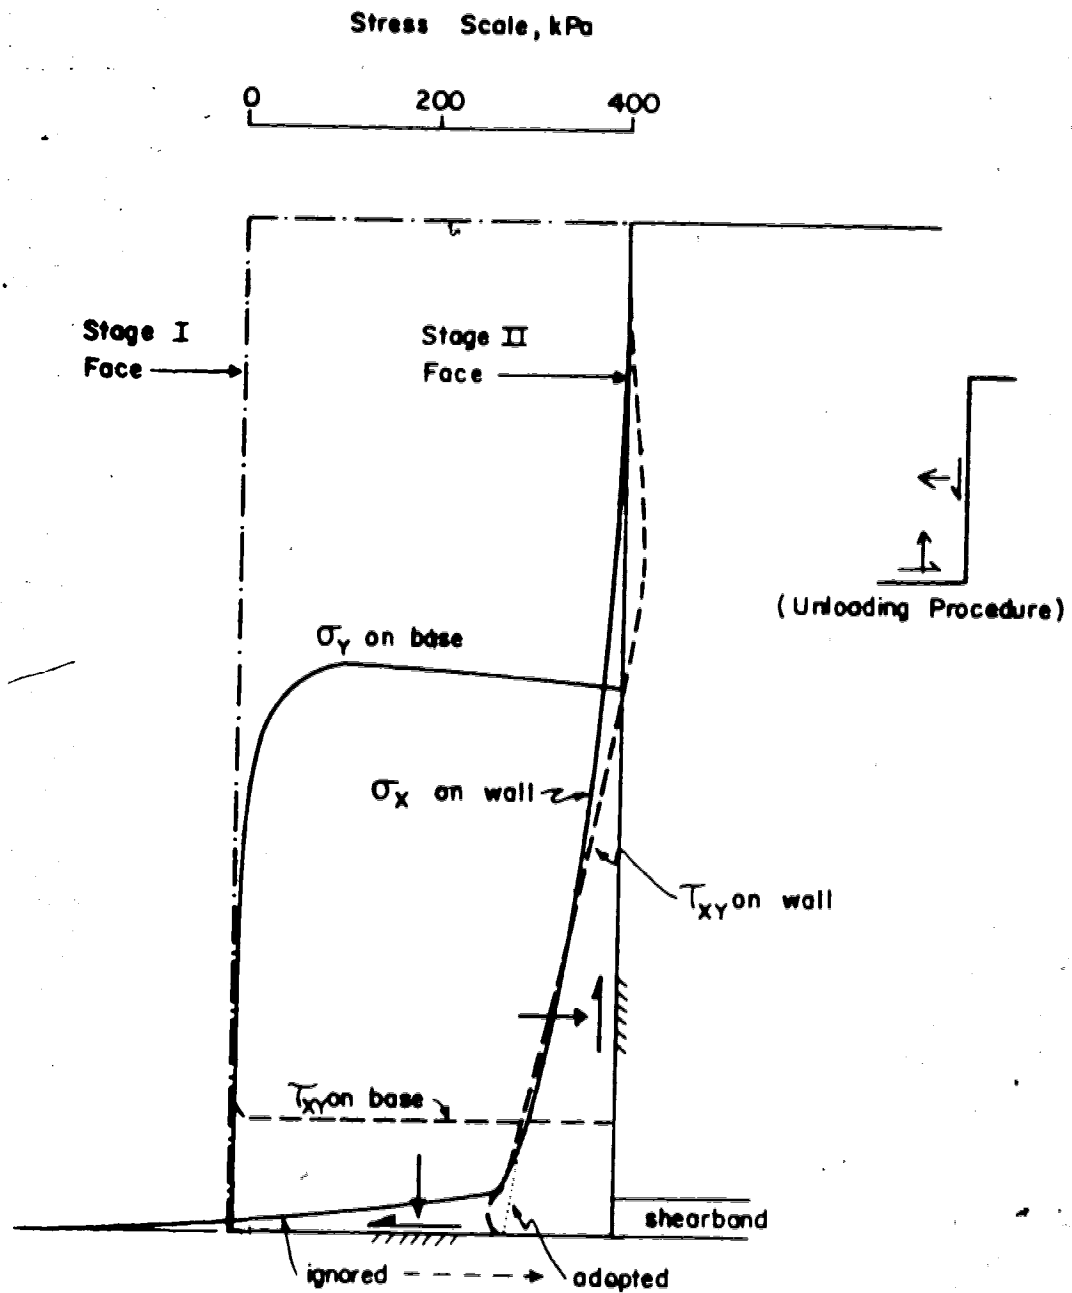 Stress Scale, kPa
0 200 400
Stage I
Face
Stage II
Face
(Unloading Procedure)
σY on base
σX on wall
τXY on wall
τXY on base
shearband
ignored
adopted